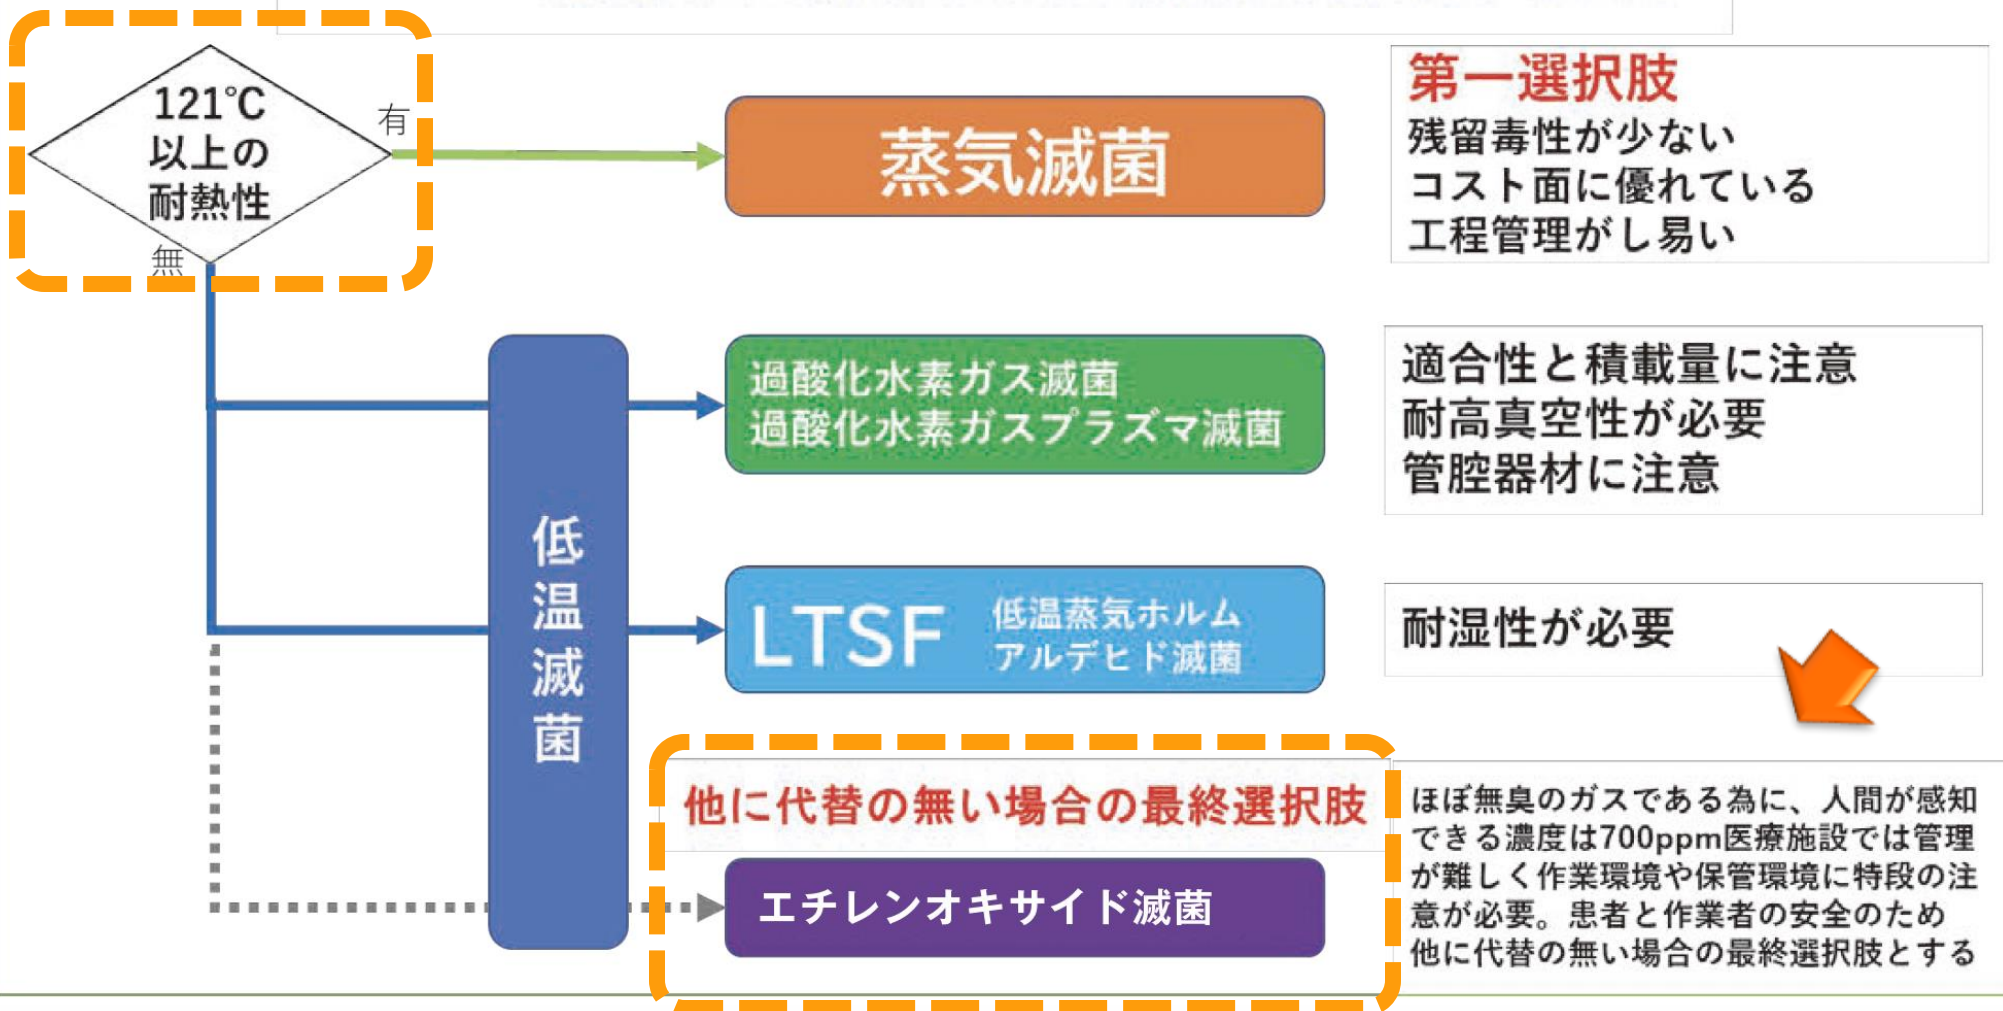 121℃
以上の
耐熱性
有
無
蒸気滅菌
第一選択肢
残留毒性が少ない
コスト面に優れている
工程管理がし易い
低温滅菌
過酸化水素ガス滅菌
過酸化水素ガスプラズマ滅菌
適合性と積載量に注意
耐高真空性が必要
管腔器材に注意
LTSF
低温蒸気ホルム
アルデヒド滅菌
耐湿性が必要
他に代替の無い場合の最終選択肢
エチレンオキサイド滅菌
ほぼ無臭のガスである為に、人間が感知
できる濃度は700ppm医療施設では管理
が難しく作業環境や保管環境に特段の注
意が必要。患者と作業者の安全のため
他に代替の無い場合の最終選択肢とする